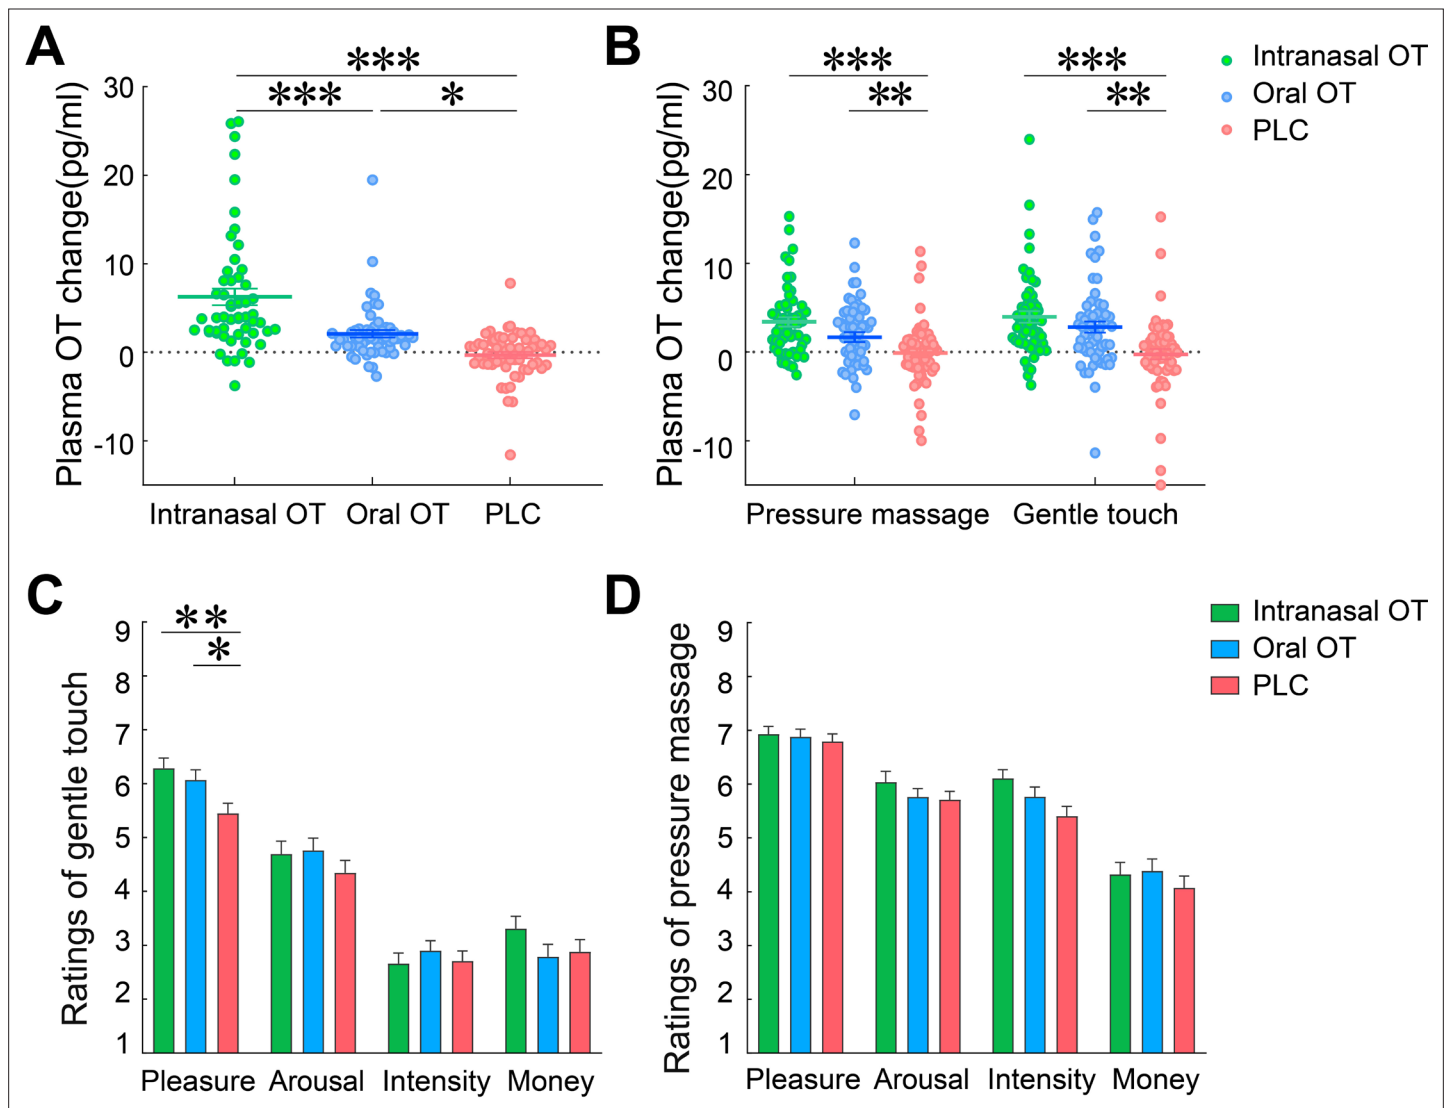 A
B
***
***
*
***
**
***
**
Intranasal OT
Oral OT
PLC
Plasma OT change(pg/ml)
30
20
10
0
-10
Intranasal OT
Oral OT
PLC
Plasma OT change(pg/ml)
30
20
10
0
-10
Pressure massage
Gentle touch
C
**
*
Ratings of gentle touch
9
8
7
6
5
4
3
2
1
Pleasure
Arousal
Intensity
Money
D
Ratings of pressure massage
9
8
7
6
5
4
3
2
1
Pleasure
Arousal
Intensity
Money
Intranasal OT
Oral OT
PLC